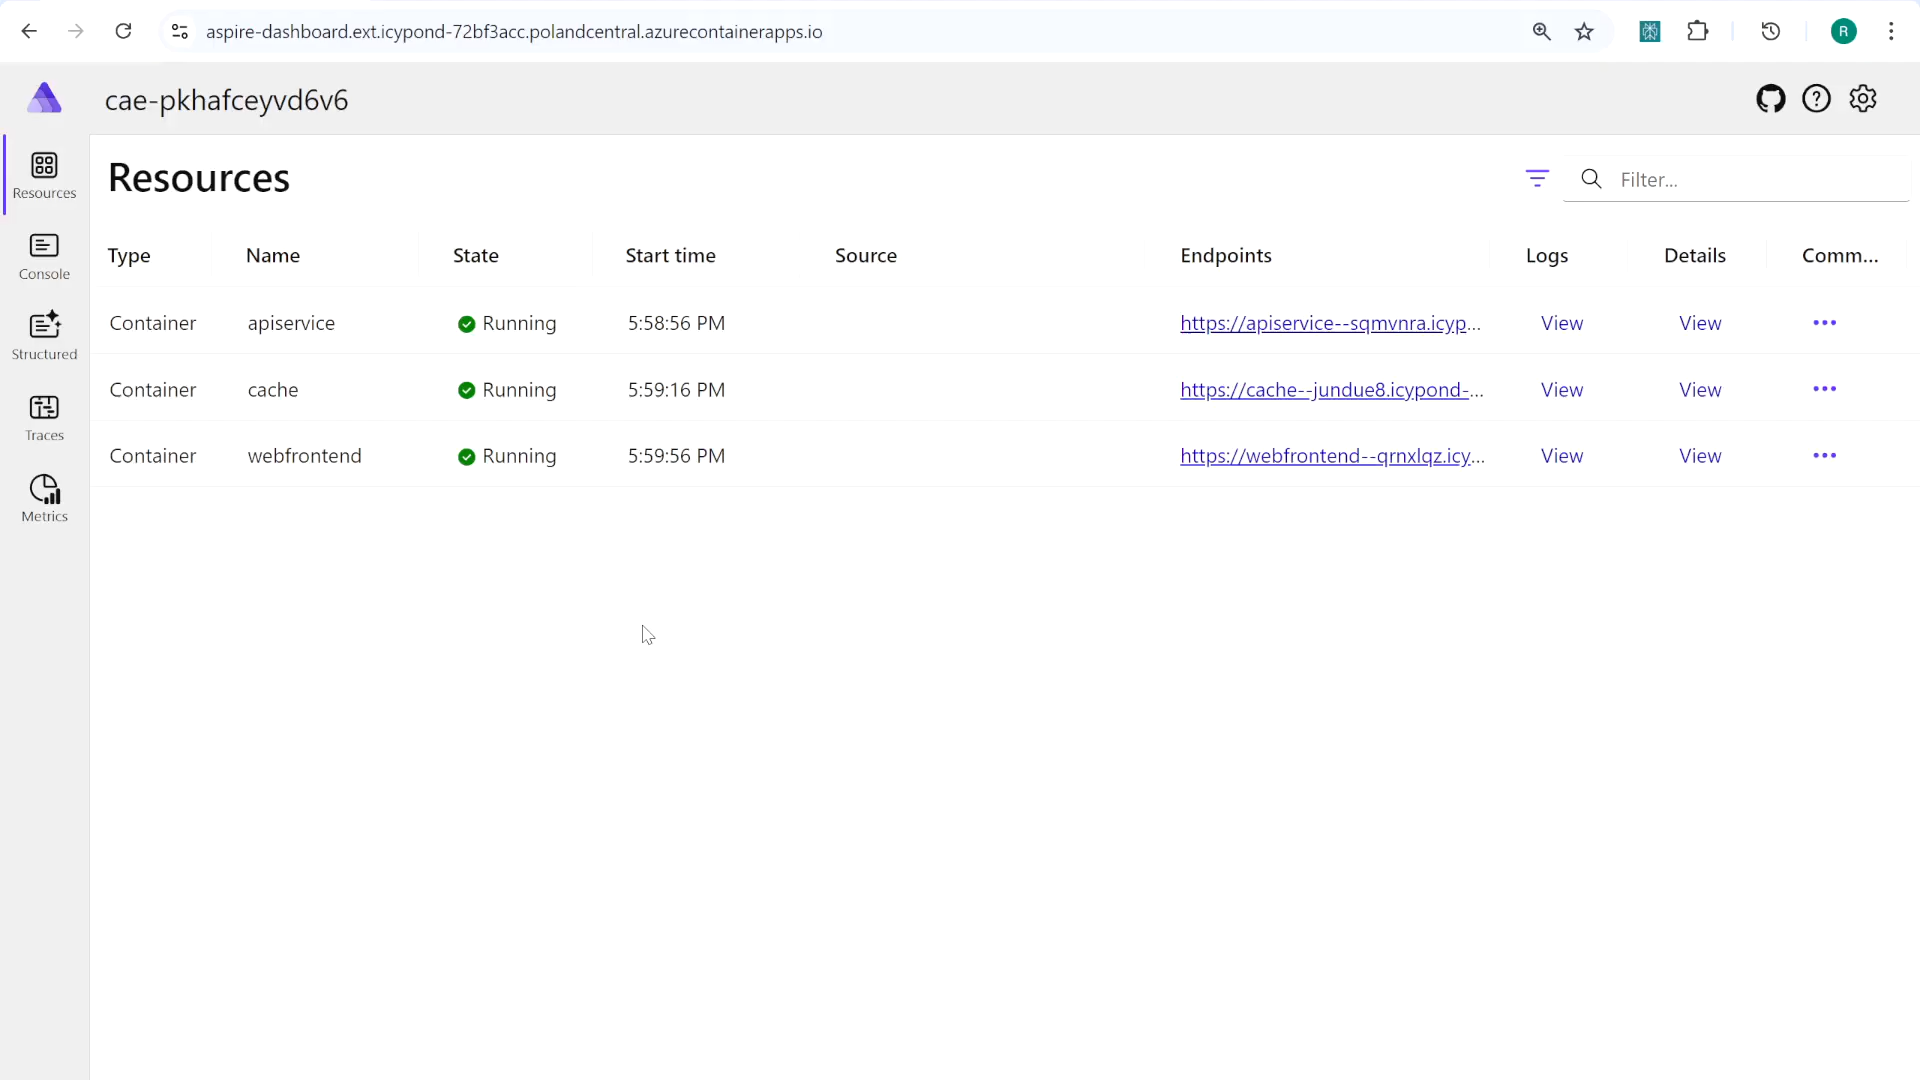 aspire-dashboard.ext.icypond-72bf3acc.polandcentral.azurecontainerapps.io
R
cae-pkhafceyvd6v6
Resources
Console
Structured
Traces
Metrics
Resources
Filter...
Type Name State Start time Source Endpoints Logs Details Comm...
Container apiservice Running 5:58:56 PM https://apiservice--sqmvnra.icyp... View View
Container cache Running 5:59:16 PM https://cache--jundue8.icypond-... View View
Container webfrontend Running 5:59:56 PM https://webfrontend--qrnxlqz.icy... View View